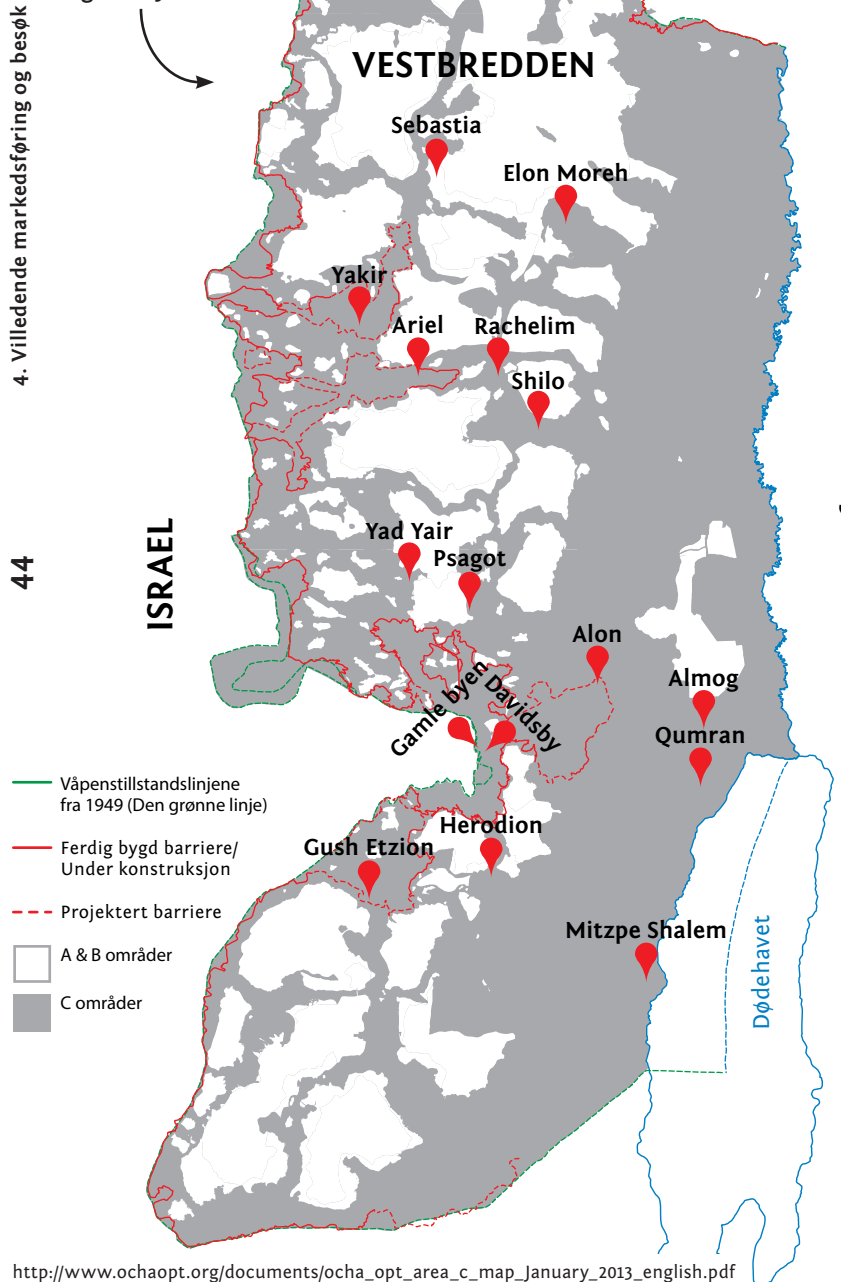 4. Villedende markedsføring og besøk
44
VESTBREDDEN
Sebastia
Elon Moreh
Yakir
Ariel
Rachelim
Shilo
ISRAEL
Yad Yair
Psagot
Alon
Almog
Gamle byen
Davidsby
Qumran
Våpenstillstandslinjene
fra 1949 (Den grønne linje)
Ferdig bygd barriere/
Under konstruksjon
Projektert barriere
A & B områder
C områder
Herodion
Gush Etzion
Mitzpe Shalem
Dødehavet
http://www.ochaopt.org/documents/ocha_opt_area_c_map_January_2013_english.pdf